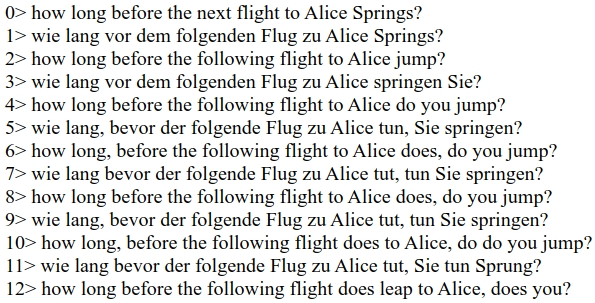 0> how long before the next flight to Alice Springs?
1> wie lang vor dem folgenden Flug zu Alice Springs?
2> how long before the following flight to Alice jump?
3> wie lang vor dem folgenden Flug zu Alice springen Sie?
4> how long before the following flight to Alice do you jump?
5> wie lang, bevor der folgende Flug zu Alice tun, Sie springen?
6> how long, before the following flight to Alice does, do you jump?
7> wie lang bevor der folgende Flug zu Alice tut, tun Sie springen?
8> how long before the following flight to Alice does, do you jump?
9> wie lang, bevor der folgende Flug zu Alice tut, tun Sie springen?
10> how long, before the following flight does to Alice, do do you jump?
11> wie lang bevor der folgende Flug zu Alice tut, Sie tun Sprung?
12> how long before the following flight does leap to Alice, does you?